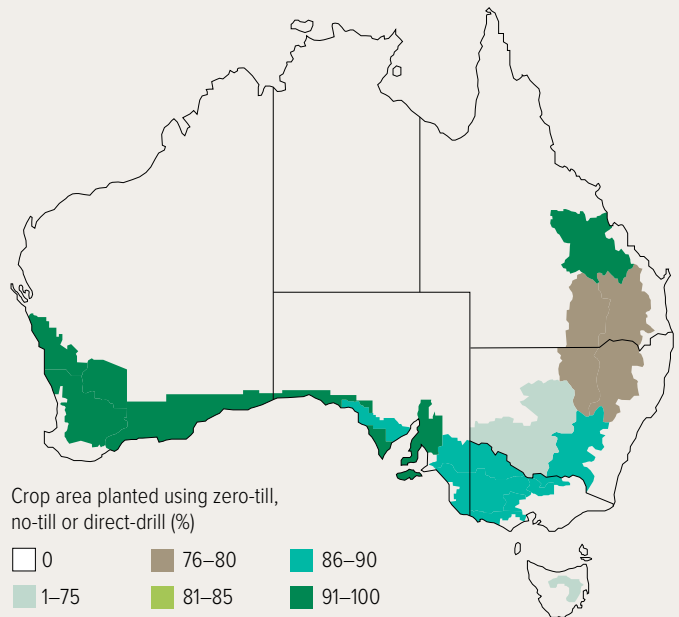 Crop area planted using zero-till,
no-till or direct-drill (%)
0 76–80 86–90
1–75 81–85 91–100